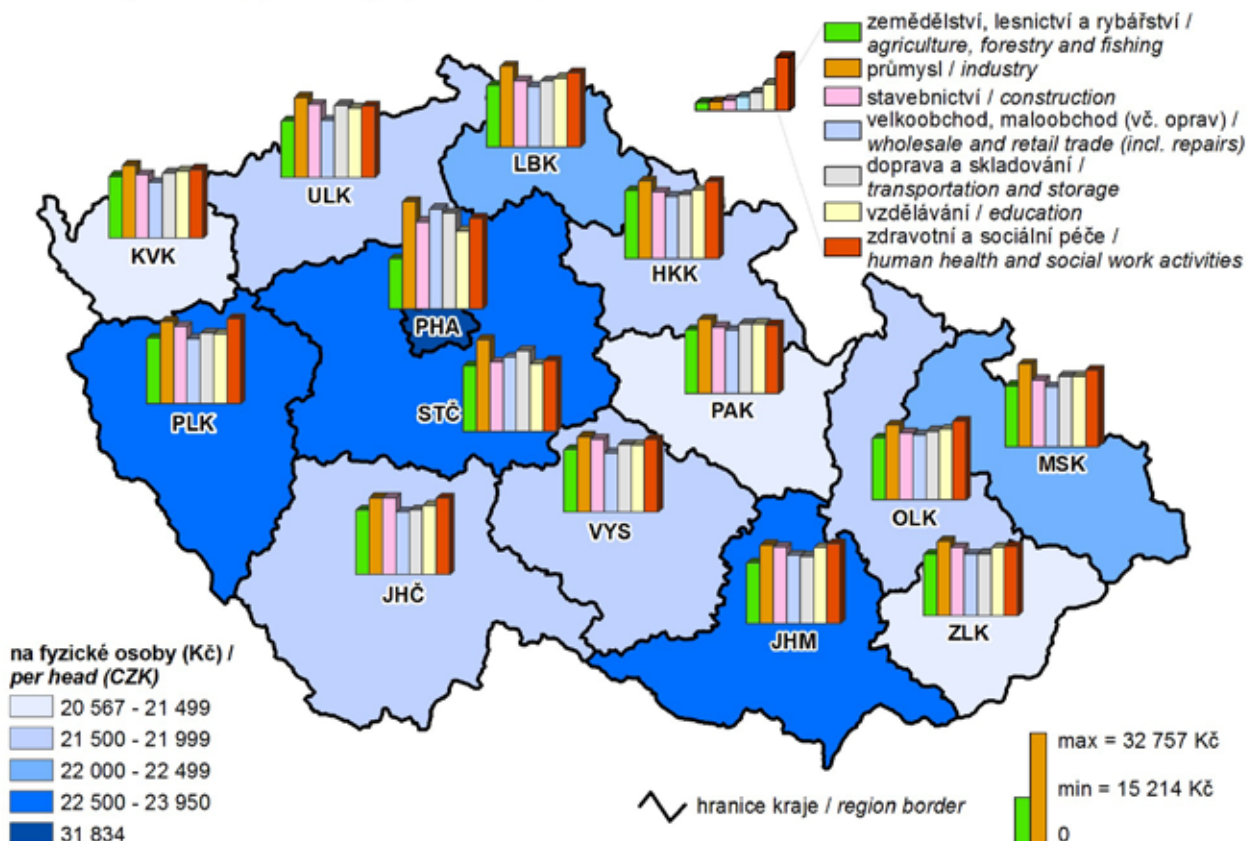 zemědělství, lesnictví a rybářství /
agriculture, forestry and fishing
průmysl / industry
stavebnictví / construction
velkoobchod, maloobchod (vč. oprav) /
wholesale and retail trade (incl. repairs)
doprava a skladování /
transportation and storage
vzdělávání / education
zdravotní a sociální péče /
human health and social work activities
LBK
ULK
KVK
HKK
PHA
PLK
STČ
PAK
MSK
OLK
VYS
JHČ
JHM
ZLK
na fyzické osoby (Kč) /
per head (CZK)
20 567 - 21 499
21 500 - 21 999
22 000 - 22 499
22 500 - 23 950
31 834
hranice kraje / region border
max = 32 757 Kč
min = 15 214 Kč
0